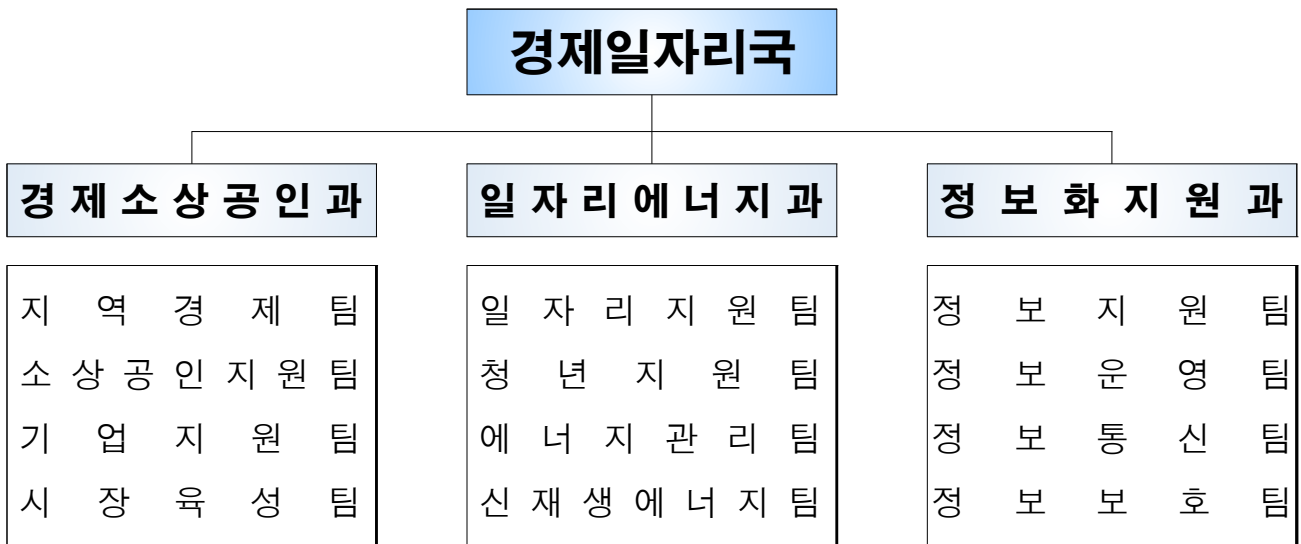 경제일자리국
경제소상공인과
지역경제팀
소상공인지원팀
기업지원팀
시장육성팀
일자리에너지과
일자리지원팀
청년지원팀
에너지관리팀
신재생에너지팀
정보화지원과
정보지원팀
정보운영팀
정보통신팀
정보보호팀